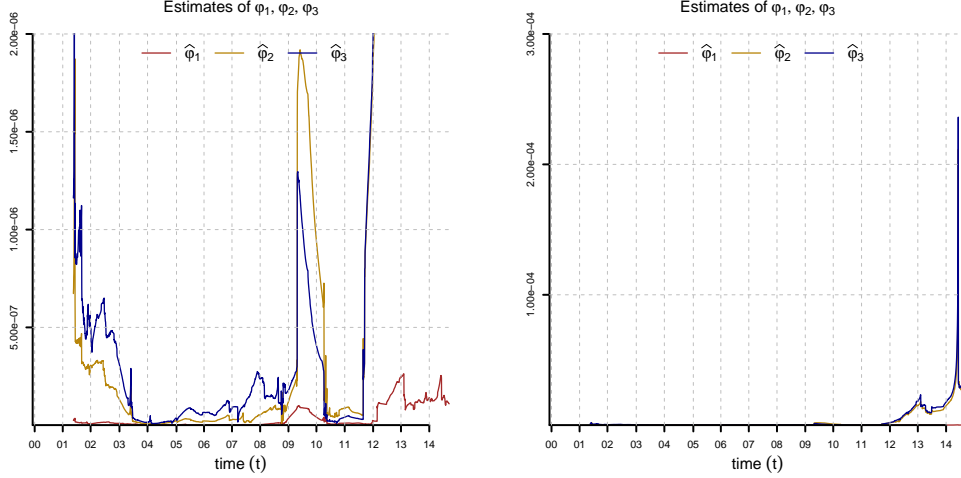 Estimates of φ₁, φ₂, φ₃
φ̂₁ φ̂₂ φ̂₃
2.00e−06
1.50e−06
1.00e−06
5.00e−07
00 01 02 03 04 05 06 07 08 09 10 11 12 13 14
time (t)
Estimates of φ₁, φ₂, φ₃
φ̂₁ φ̂₂ φ̂₃
3.00e−04
2.00e−04
1.00e−04
00 01 02 03 04 05 06 07 08 09 10 11 12 13 14
time (t)